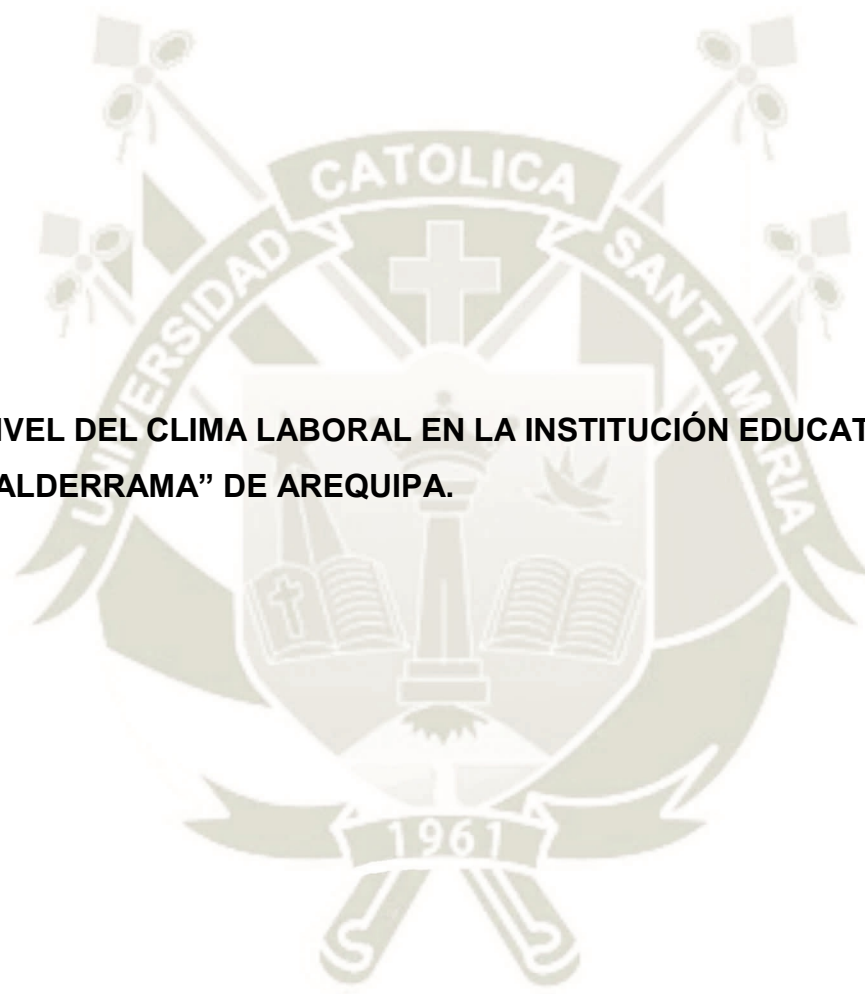 CATOLICA
UNIVERSIDAD
SANTA MARIA
IVEL DEL CLIMA LABORAL EN LA INSTITUCIÓN EDUCAT
ALDERRAMA” DE AREQUIPA.
1961